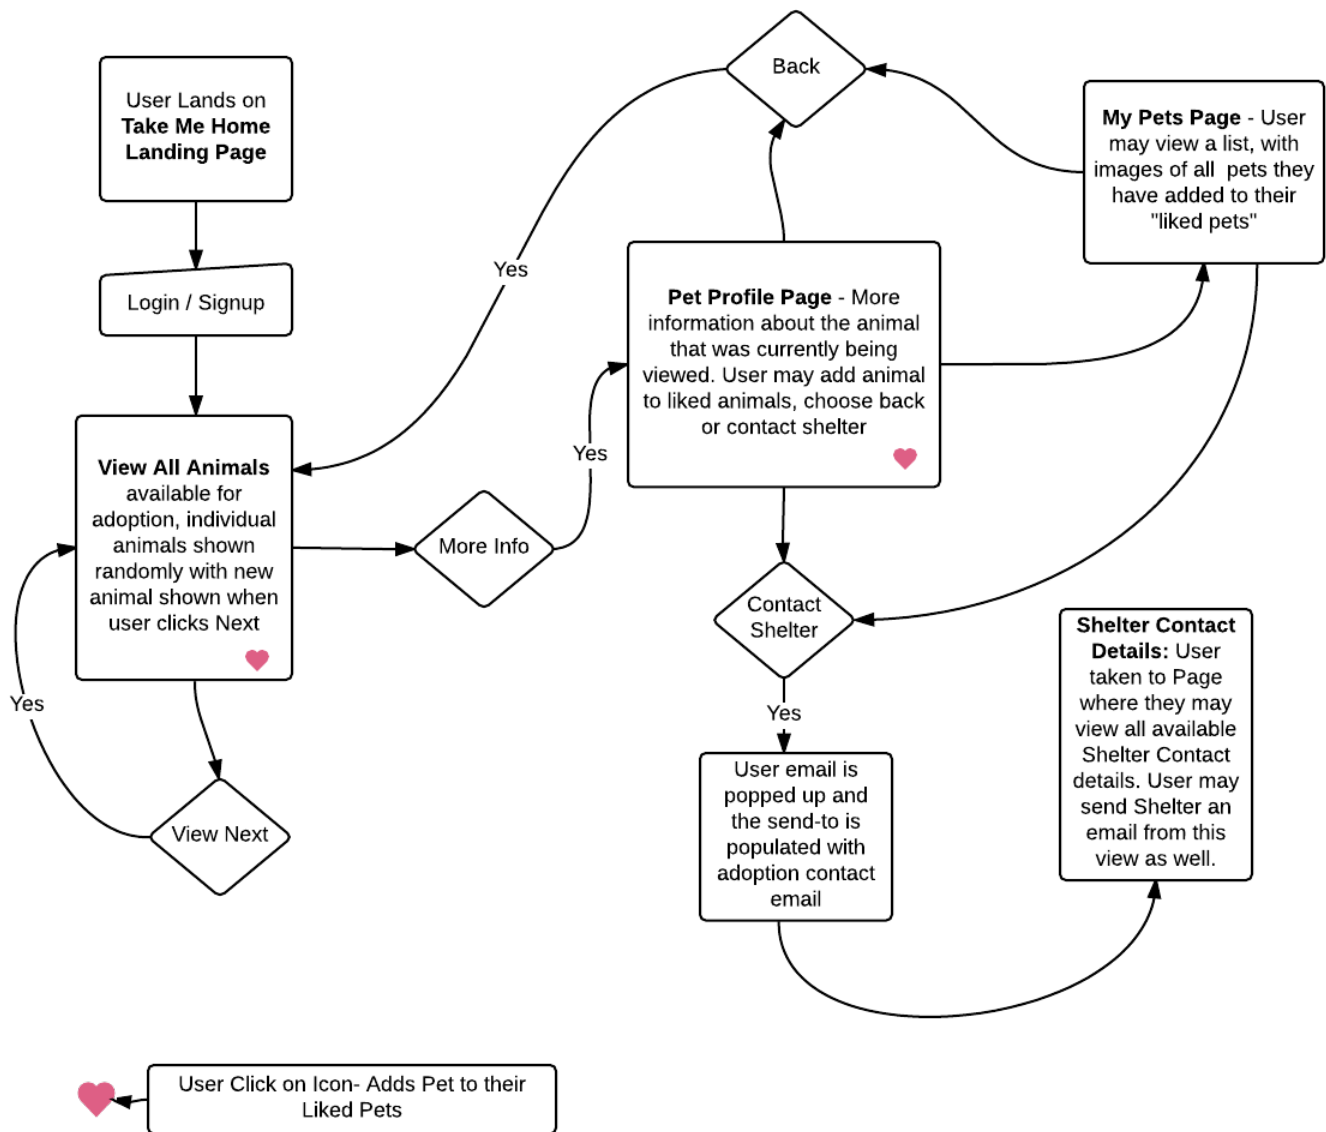 User Lands on
Take Me Home
Landing Page
Login / Signup
View All Animals
available for
adoption, individual
animals shown
randomly with new
animal shown when
user clicks Next
Yes
View Next
More Info
Yes
Yes
Back
Pet Profile Page - More
information about the animal
that was currently being
viewed. User may add animal
to liked animals, choose back
or contact shelter
My Pets Page - User
may view a list, with
images of all pets they
have added to their
"liked pets"
Contact
Shelter
Yes
User email is
popped up and
the send-to is
populated with
adoption contact
email
Shelter Contact
Details: User
taken to Page
where they may
view all available
Shelter Contact
details. User may
send Shelter an
email from this
view as well.
User Click on Icon- Adds Pet to their
Liked Pets